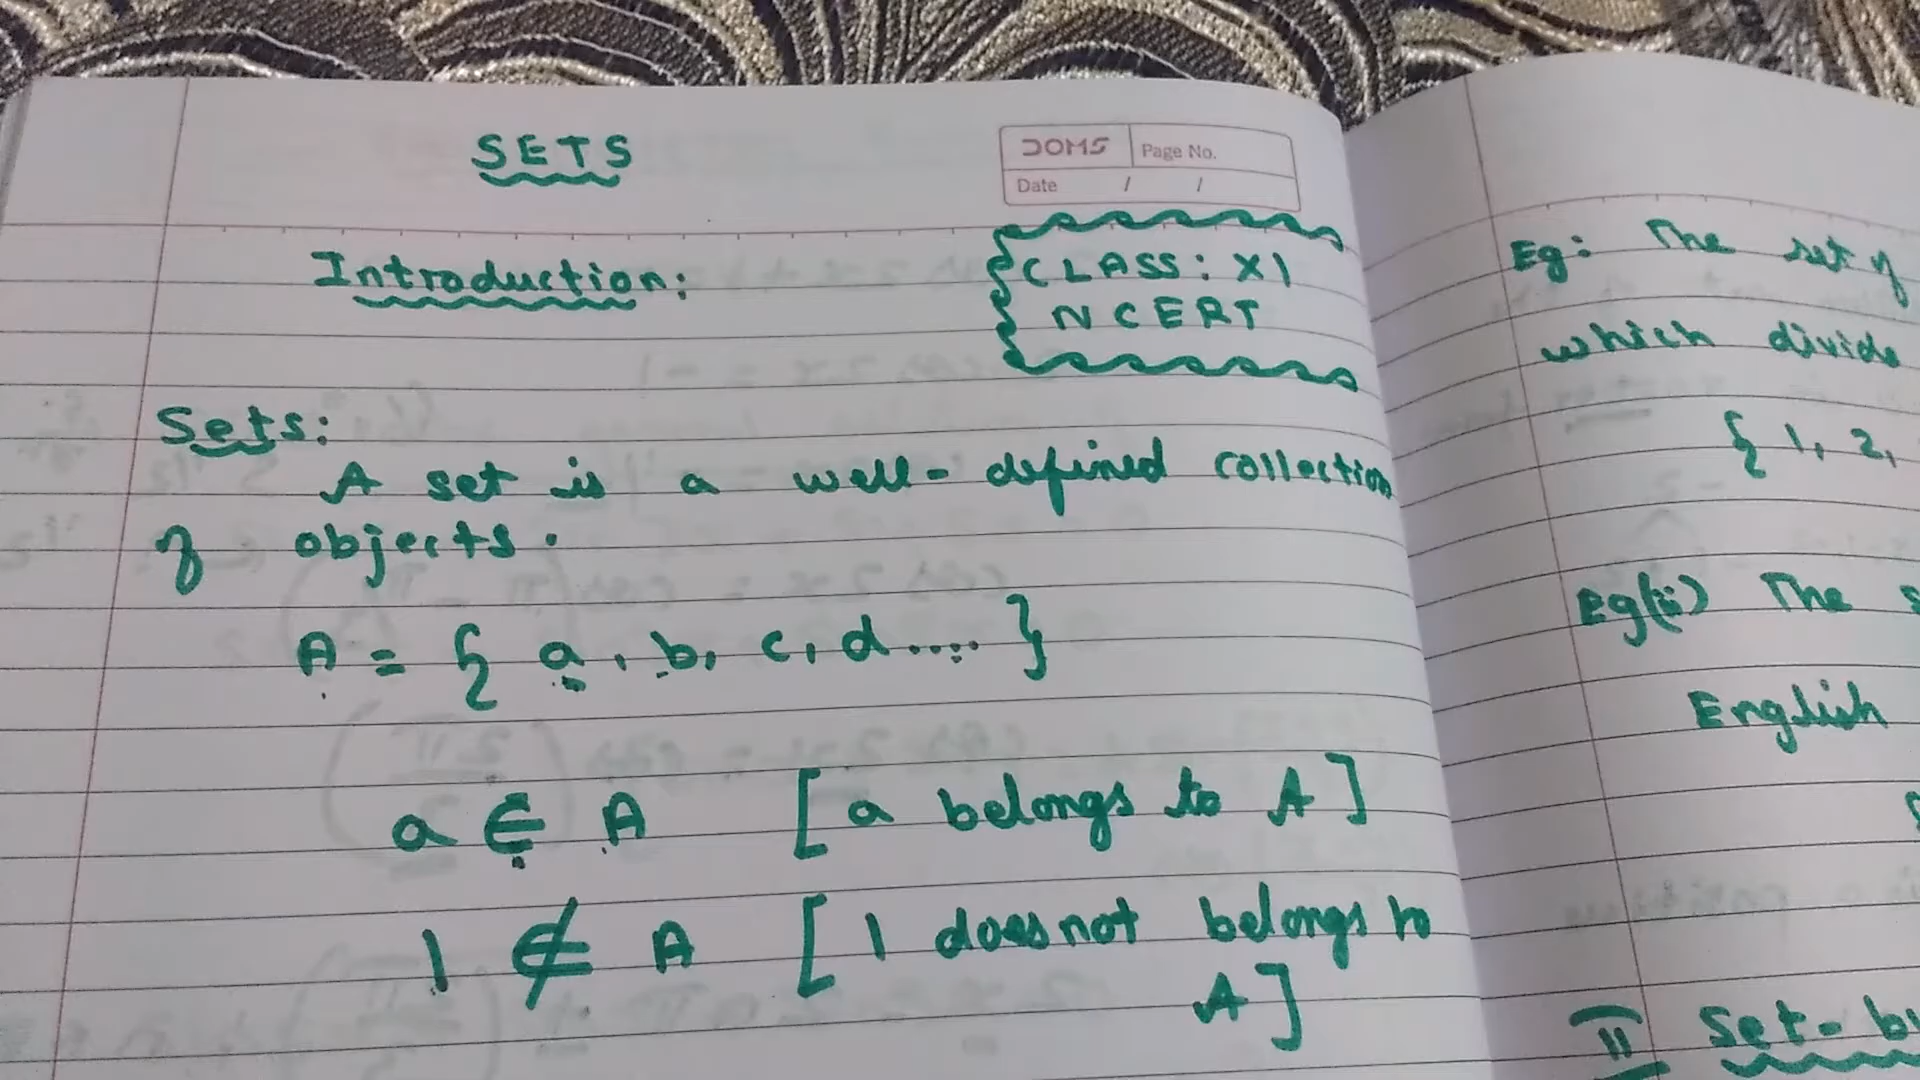 SETS
DOMS Page No.
Date / /
Introduction:
CLASS: XI
NCERT
Sets:
A set is a well-defined collection
of objects.
A = { a, b, c, d..... }
a ∈ A [ a belongs to A ]
1 ∉ A [ 1 does not belongs to
A ]
Eg: The set of
which divide
{ 1, 2,
The
English
II Set-